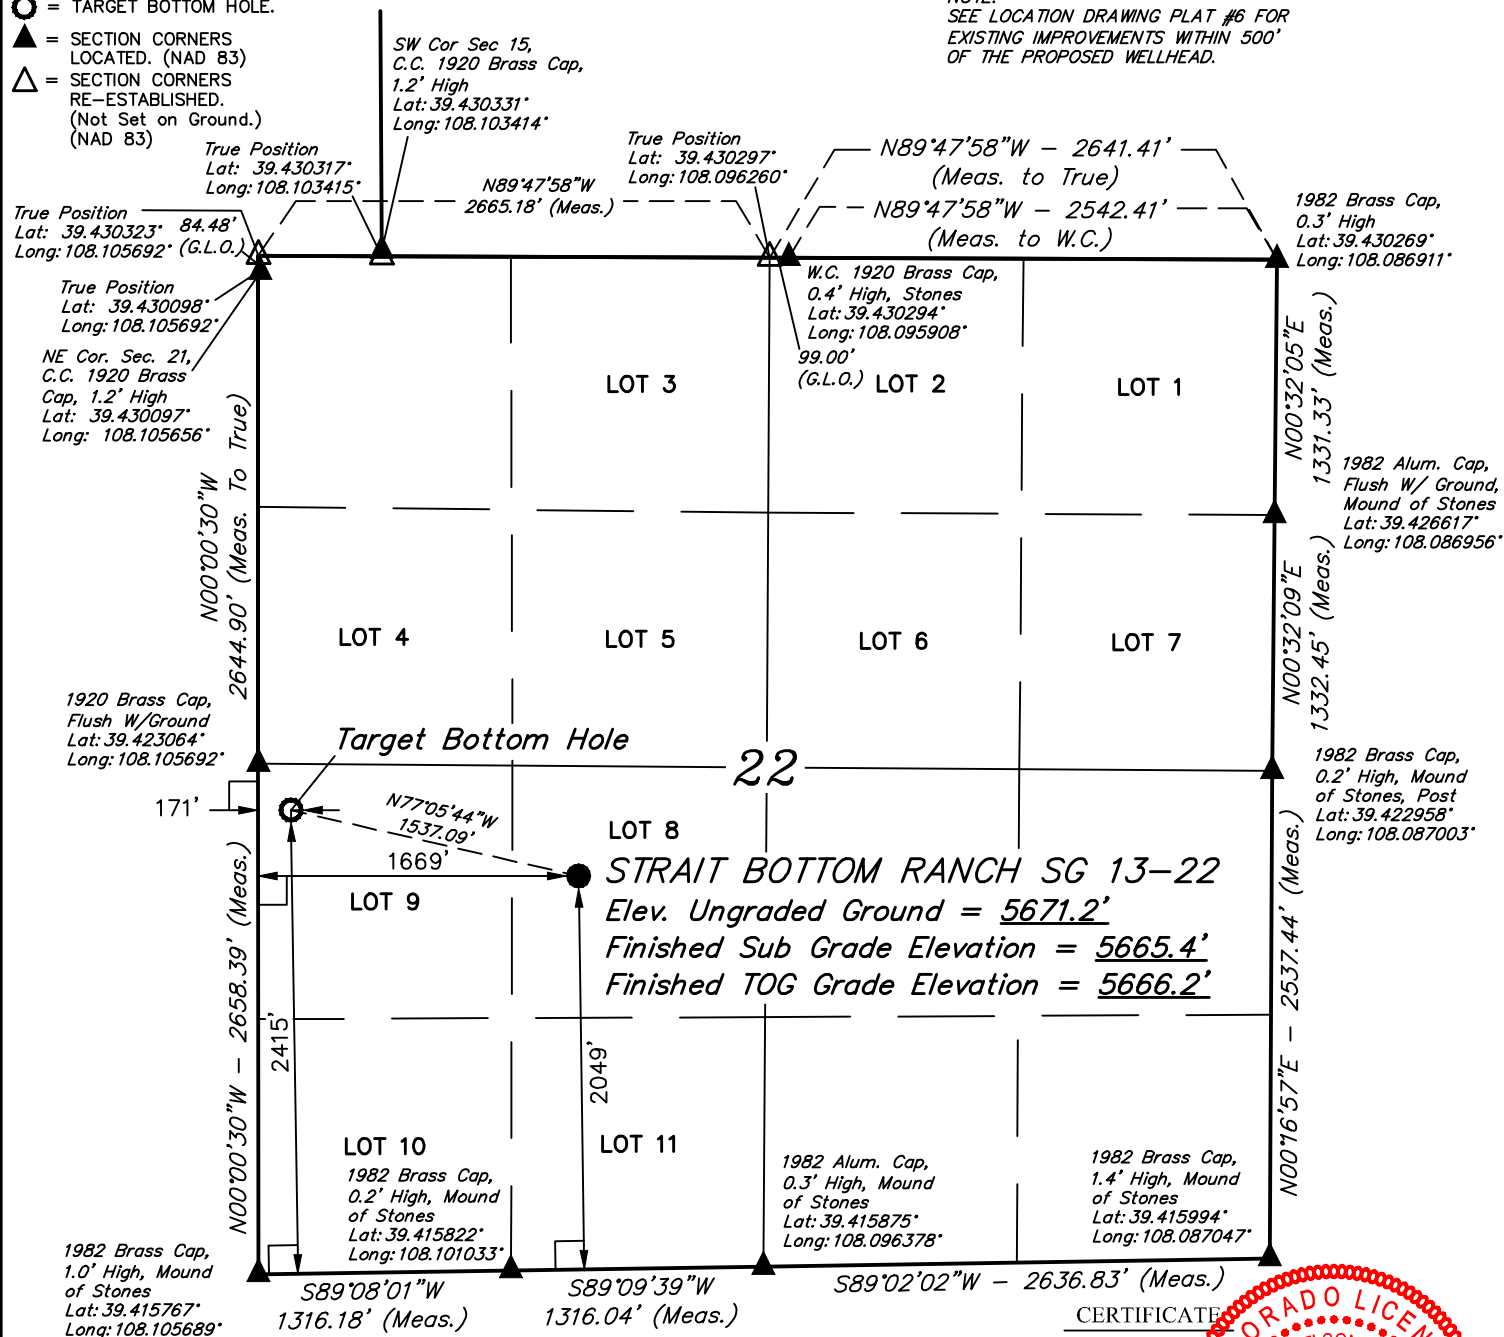 = TARGET BOTTOM HOLE.
= SECTION CORNERS
LOCATED. (NAD 83)
= SECTION CORNERS
RE-ESTABLISHED.
(Not Set on Ground.)
(NAD 83)
NOTE:
SEE LOCATION DRAWING PLAT #6 FOR
EXISTING IMPROVEMENTS WITHIN 500'
OF THE PROPOSED WELLHEAD.
SW Cor Sec 15,
C.C. 1920 Brass Cap,
1.2' High
Lat: 39.430331°
Long: 108.103414°
True Position
Lat: 39.430317°
Long: 108.103415°
True Position
Lat: 39.430297°
Long: 108.096260°
N89°47'58"W
2665.18' (Meas.)
N89°47'58"W - 2641.41'
(Meas. to True)
N89°47'58"W - 2542.41'
(Meas. to W.C.)
1982 Brass Cap,
0.3' High
Lat: 39.430269°
Long: 108.086911°
True Position
Lat: 39.430323°
Long: 108.105692°
84.48'
(G.L.O.)
True Position
Lat: 39.430098°
Long: 108.105692°
NE Cor. Sec. 21,
C.C. 1920 Brass
Cap, 1.2' High
Lat: 39.430097°
Long: 108.105656°
W.C. 1920 Brass Cap,
0.4' High, Stones
Lat: 39.430294°
Long: 108.095908°
99.00'
(G.L.O.)
LOT 3
LOT 2
LOT 1
N00°32'05"E
1331.33' (Meas.)
1982 Alum. Cap,
Flush W/ Ground,
Mound of Stones
Lat: 39.426617°
Long: 108.086956°
N00°00'30"W
2644.90' (Meas. To True)
N00°32'09"E
1332.45' (Meas.)
LOT 4
LOT 5
LOT 6
LOT 7
1920 Brass Cap,
Flush W/Ground
Lat: 39.423064°
Long: 108.105692°
Target Bottom Hole
22
1982 Brass Cap,
0.2' High, Mound
of Stones, Post
Lat: 39.422958°
Long: 108.087003°
171'
N77°05'44"W
1537.09'
1669'
LOT 8
LOT 9
STRAIT BOTTOM RANCH SG 13-22
Elev. Ungraded Ground = 5671.2'
Finished Sub Grade Elevation = 5665.4'
Finished TOG Grade Elevation = 5666.2'
N00°00'30"W - 2658.39' (Meas.)
2415'
2049'
N00°16'57"E - 2537.44' (Meas.)
LOT 10
LOT 11
1982 Brass Cap,
0.2' High, Mound
of Stones
Lat: 39.415822°
Long: 108.101033°
1982 Alum. Cap,
0.3' High, Mound
of Stones
Lat: 39.415875°
Long: 108.096378°
1982 Brass Cap,
1.4' High, Mound
of Stones
Lat: 39.415994°
Long: 108.087047°
1982 Brass Cap,
1.0' High, Mound
of Stones
Lat: 39.415767°
Long: 108.105689°
S89°08'01"W
1316.18' (Meas.)
S89°09'39"W
1316.04' (Meas.)
S89°02'02"W - 2636.83' (Meas.)
CERTIFICATE
ORADO LICEN